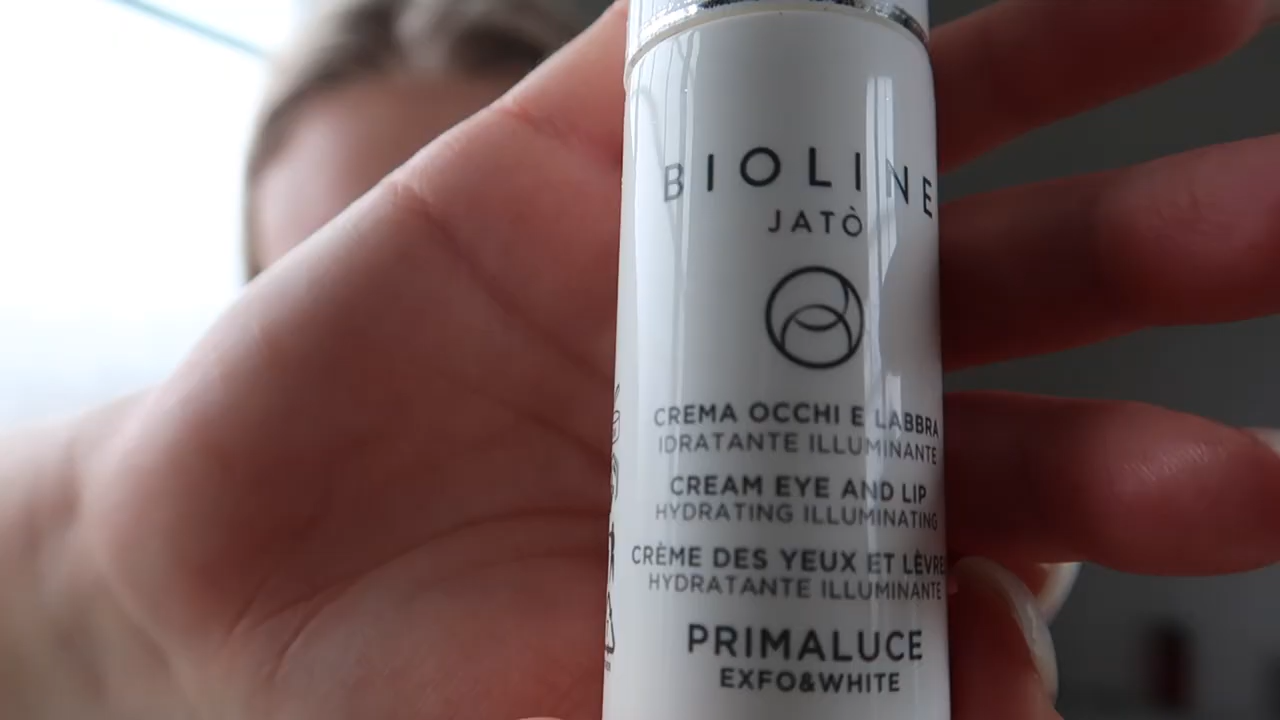 BIOLINE
JATÒ
CREMA OCCHI E LABBRA
IDRATANTE ILLUMINANTE
CREAM EYE AND LIP
HYDRATING ILLUMINATING
CRÈME DES YEUX ET LÈVRE
HYDRATANTE ILLUMINANTE
PRIMALUCE
EXFO&WHITE